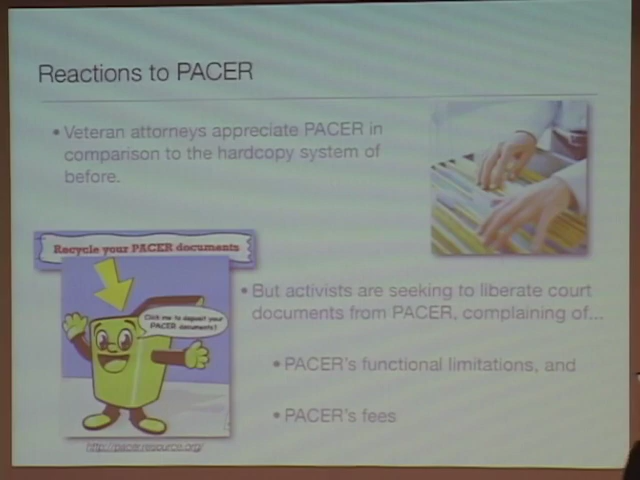 Reactions to PACER
• Veteran attorneys appreciate PACER in
comparison to the hardcopy system of
before.
Recycle your PACER documents
Click me to deposit your
PACER documents!
• But activists are seeking to liberate court
documents from PACER, complaining of...
• PACER's functional limitations, and
• PACER's fees
http://pacer.resource.org/